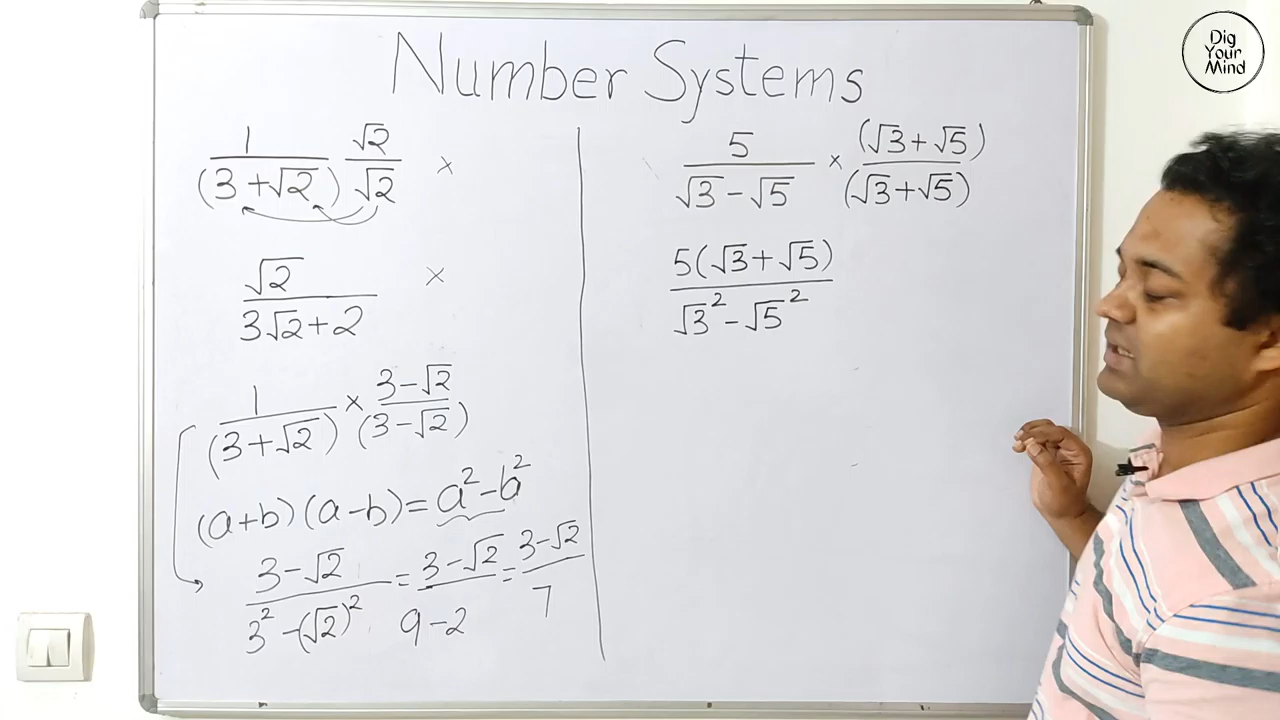 Number Systems
Dig
Your
Mind
1/(3+√2) √2/√2 ×
√2/(3√2+2) ×
1/(3+√2) × 3-√2/(3-√2)
(a+b)(a-b) = a²-b²
3-√2/3²-(√2)² = 3-√2/9-2 = 3-√2/7
5/√3-√5 × (√3+√5)/(√3+√5)
5(√3+√5)/√3²-√5²